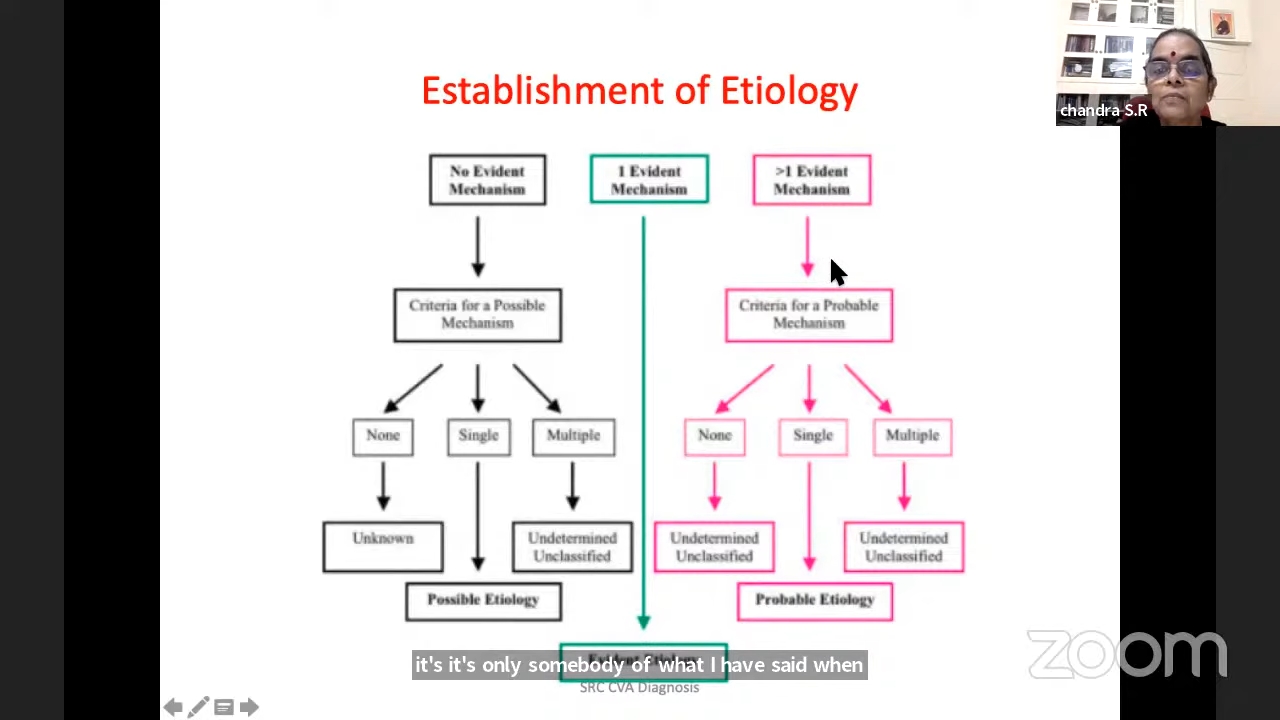 Establishment of Etiology
chandra S.R
No Evident
Mechanism
1 Evident
Mechanism
>1 Evident
Mechanism
Criteria for a Possible
Mechanism
Criteria for a Probable
Mechanism
None
Single
Multiple
None
Single
Multiple
Unknown
Undetermined
Unclassified
Undetermined
Unclassified
Undetermined
Unclassified
Possible Etiology
Probable Etiology
it's it's only somebody of what I have said when
SRC CVA Diagnosis
zoom